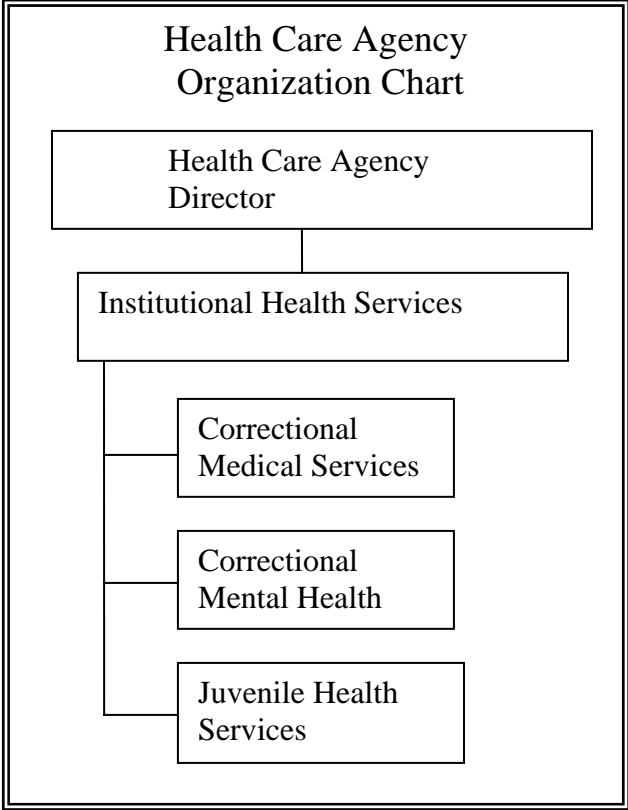 Health Care Agency
Organization Chart
Health Care Agency
Director
Institutional Health Services
Correctional
Medical Services
Correctional
Mental Health
Juvenile Health
Services